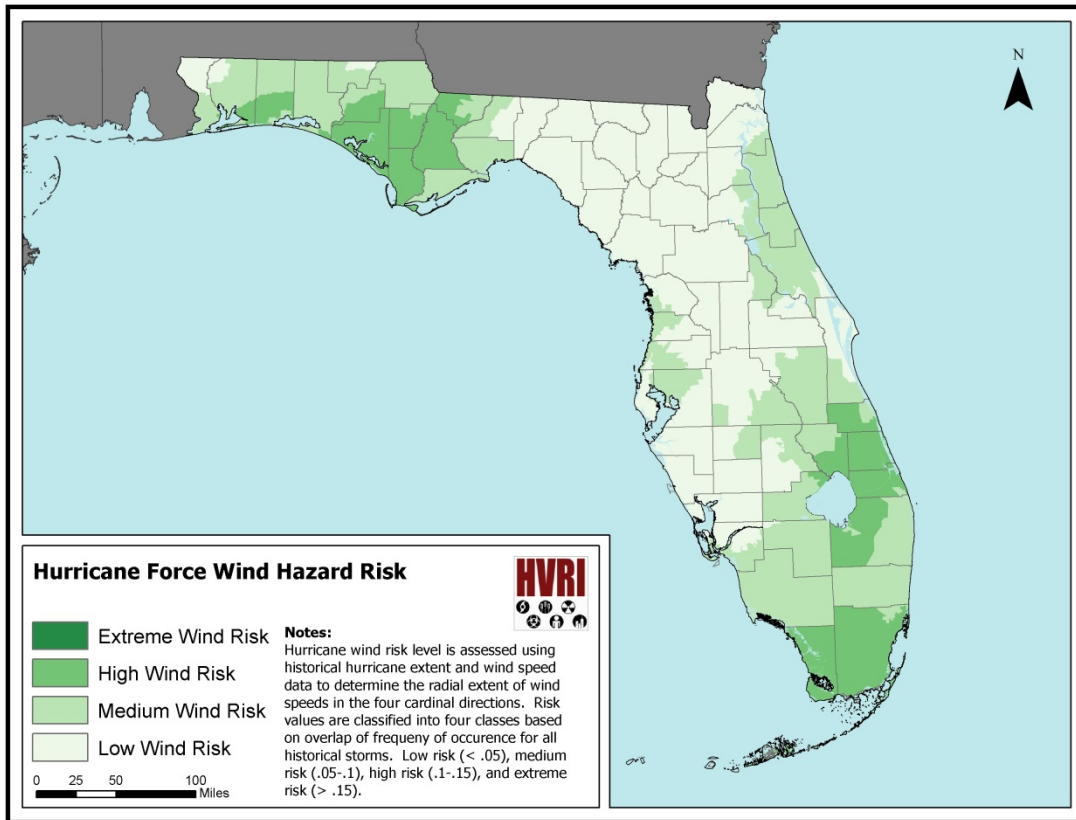 N
Hurricane Force Wind Hazard Risk
HVRI
Extreme Wind Risk
High Wind Risk
Medium Wind Risk
Low Wind Risk
0 25 50 100
Miles
Notes:
Hurricane wind risk level is assessed using
historical hurricane extent and wind speed
data to determine the radial extent of wind
speeds in the four cardinal directions. Risk
values are classified into four classes based
on overlap of frequeny of occurence for all
historical storms. Low risk (< .05), medium
risk (.05-.1), high risk (.1-.15), and extreme
risk (> .15).